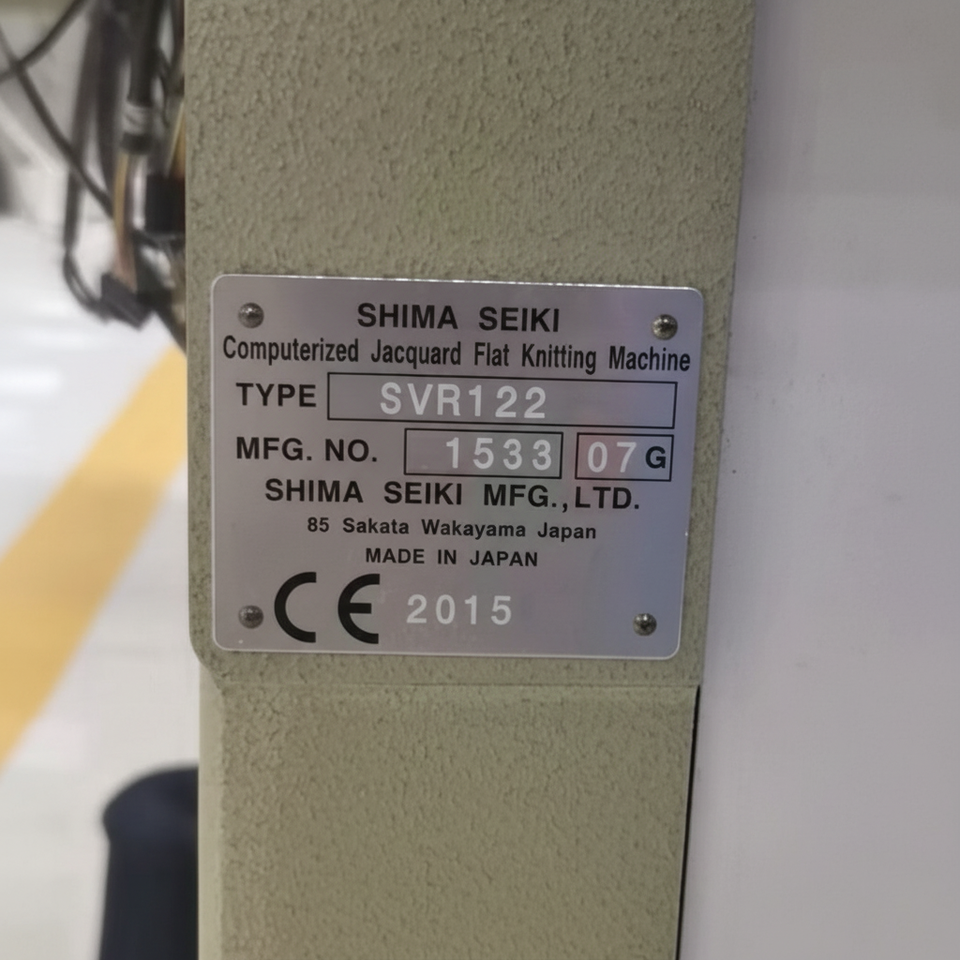 SHIMA SEIKI
Computerized Jacquard Flat Knitting Machine
TYPE SVR122
MFG. NO. 1533 07 G
SHIMA SEIKI MFG., LTD.
85 Sakata Wakayama Japan
MADE IN JAPAN
CE 2015